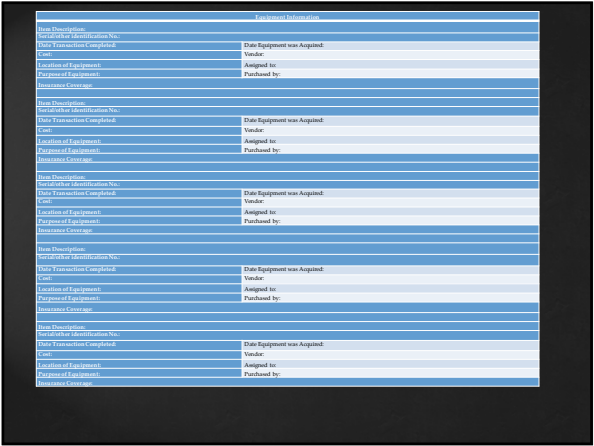 Equipment Information
Item Description:
Serial/other identification No.:
Date Transaction Completed: Date Equipment was Acquired:
Cost: Vendor:
Location of Equipment: Assigned to:
Purpose of Equipment: Purchased by:
Insurance Coverage:
Item Description:
Serial/other identification No.:
Date Transaction Completed: Date Equipment was Acquired:
Cost: Vendor:
Location of Equipment: Assigned to:
Purpose of Equipment: Purchased by:
Insurance Coverage:
Item Description:
Serial/other identification No.:
Date Transaction Completed: Date Equipment was Acquired:
Cost: Vendor:
Location of Equipment: Assigned to:
Purpose of Equipment: Purchased by:
Insurance Coverage:
Item Description:
Serial/other identification No.:
Date Transaction Completed: Date Equipment was Acquired:
Cost: Vendor:
Location of Equipment: Assigned to:
Purpose of Equipment: Purchased by:
Insurance Coverage:
Item Description:
Serial/other identification No.:
Date Transaction Completed: Date Equipment was Acquired:
Cost: Vendor:
Location of Equipment: Assigned to:
Purpose of Equipment: Purchased by:
Insurance Coverage: